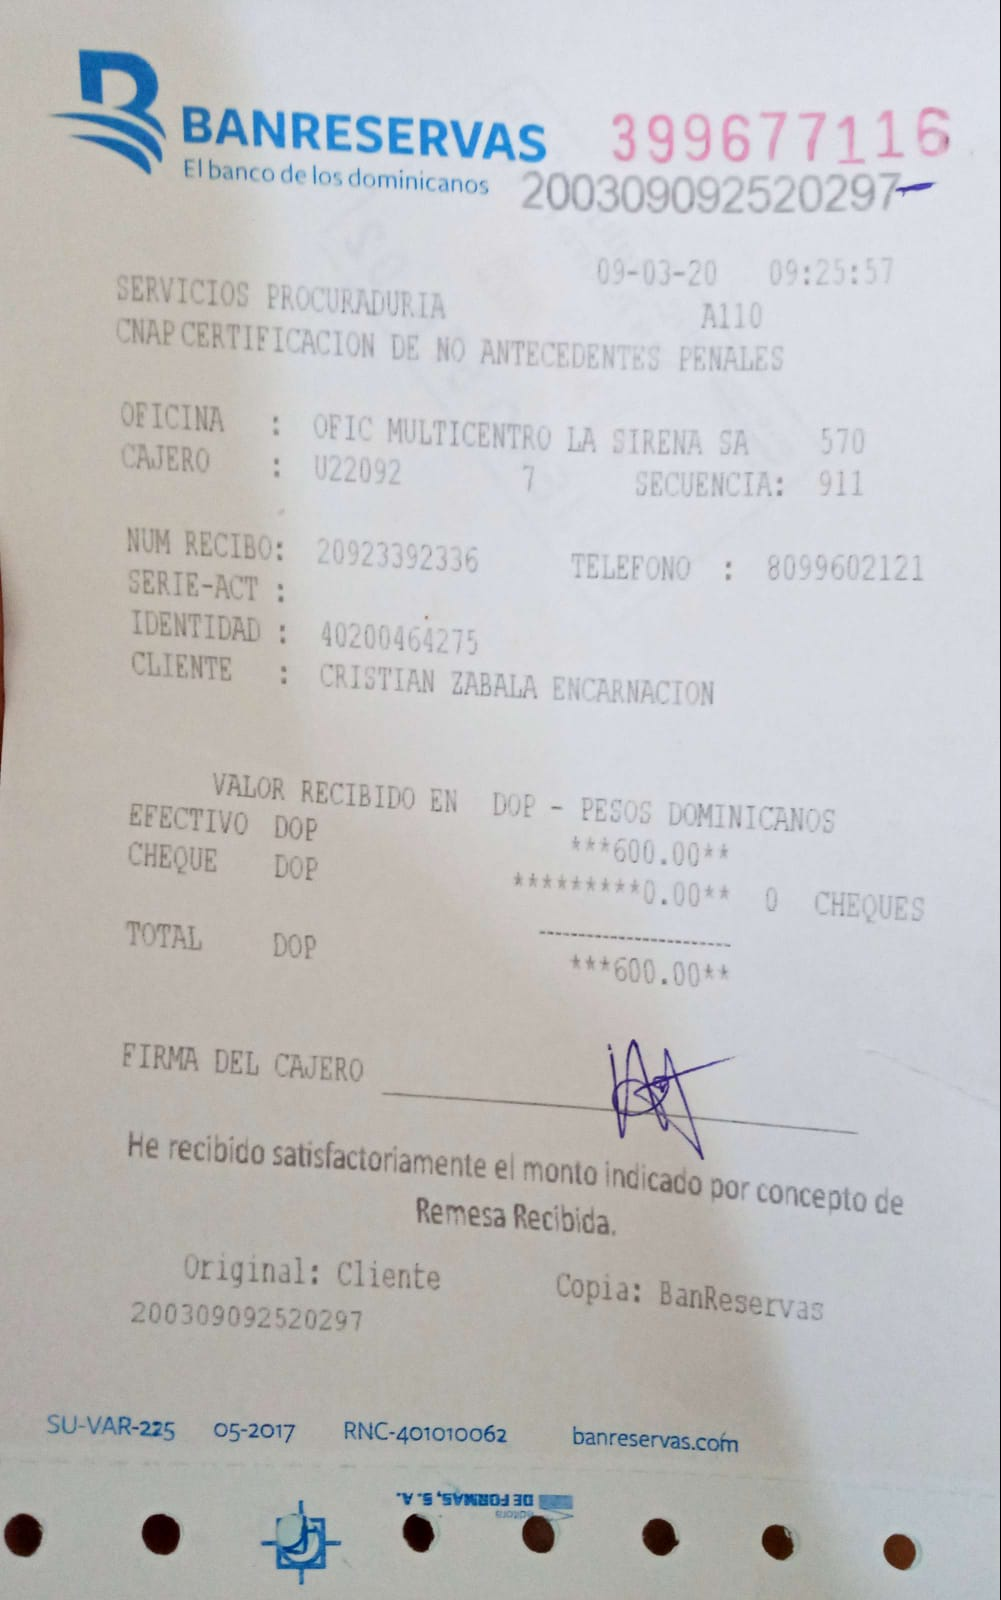 BANRESERVAS
El banco de los dominicanos
399677116
200309092520297
09-03-20 09:25:57
SERVICIOS PROCURADURIA A110
CNAP CERTIFICACION DE NO ANTECEDENTES PENALES
OFICINA : OFIC MULTICENTRO LA SIRENA SA 570
CAJERO : U22092 7 SECUENCIA: 911
NUM RECIBO: 20923392336 TELEFONO : 8099602121
SERIE-ACT :
IDENTIDAD : 40200464275
CLIENTE : CRISTIAN ZABALA ENCARNACION
VALOR RECIBIDO EN DOP - PESOS DOMINICANOS
EFECTIVO DOP ***600.00**
CHEQUE DOP *********0.00** 0 CHEQUES
TOTAL DOP ***600.00**
FIRMA DEL CAJERO
He recibido satisfactoriamente el monto indicado por concepto de
Remesa Recibida.
Original: Cliente Copia: BanReservas
200309092520297
SU-VAR-225 05-2017 RNC-401010062 banreservas.com
editora
DE FORMAS, S. A.